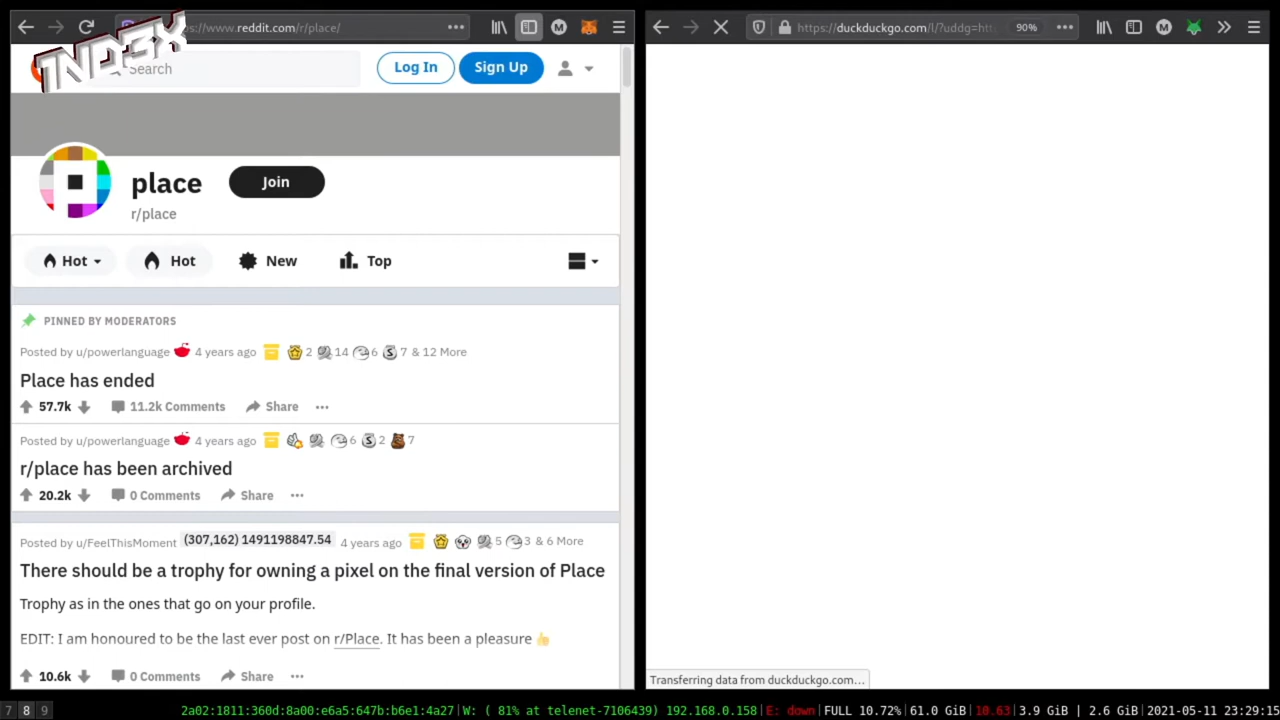 https://www.reddit.com/r/place/
1ND3X
Search
Log In
Sign Up
place
Join
r/place
Hot
Hot
New
Top
PINNED BY MODERATORS
Posted by u/powerlanguage 4 years ago 2 14 6 7 & 12 More
Place has ended
57.7k 11.2k Comments Share
Posted by u/powerlanguage 4 years ago 6 2 7
r/place has been archived
20.2k 0 Comments Share
Posted by u/FeelThisMoment (307,162) 1491198847.54 4 years ago 5 3 & 6 More
There should be a trophy for owning a pixel on the final version of Place
Trophy as in the ones that go on your profile.
EDIT: I am honoured to be the last ever post on r/Place. It has been a pleasure 👍
10.6k 0 Comments Share
https://duckduckgo.com/l/?uddg=htt 90%
Transferring data from duckduckgo.com…
7 8 9
2a02:1811:360d:8a00:e6a5:647b:b6e1:4a27|W: ( 81% at telenet-7106439) 192.168.0.158|E: down|FULL 10.72%|61.0 GiB|10.63|3.9 GiB | 2.6 GiB|2021-05-11 23:29:15